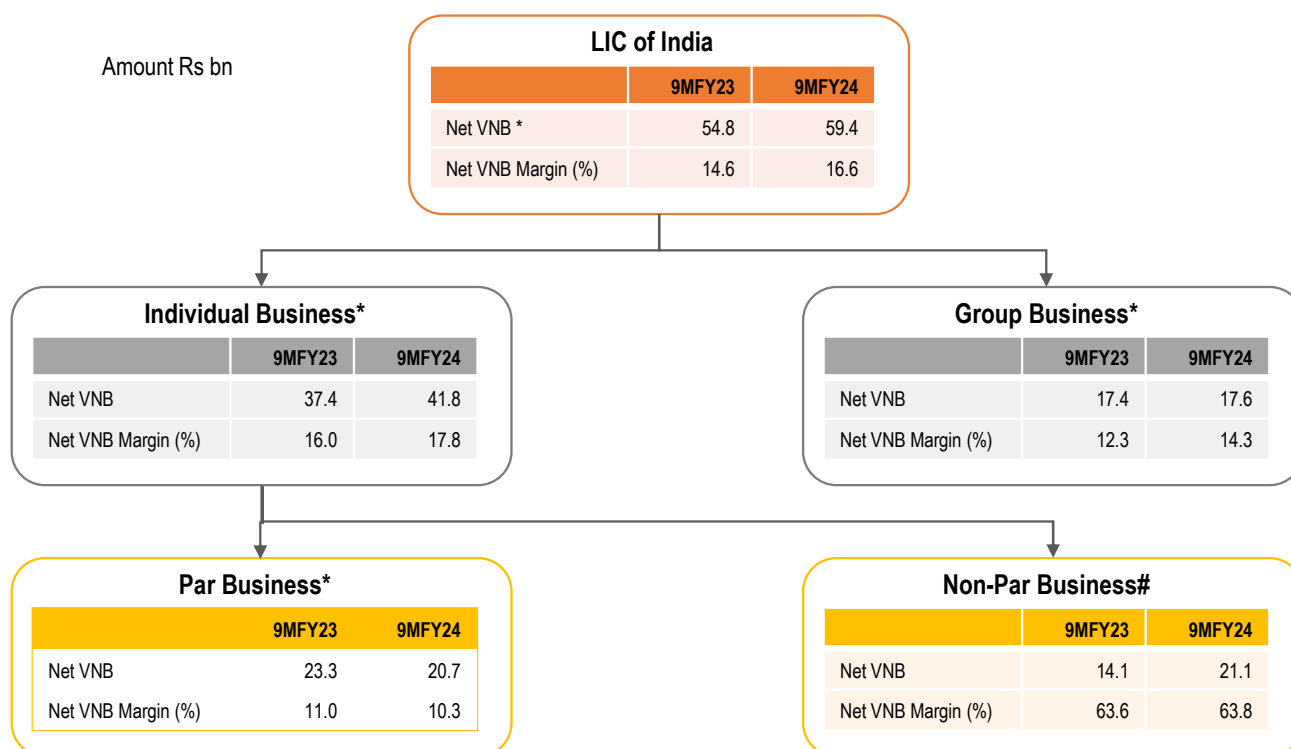 Amount Rs bn
LIC of India
9MFY23 9MFY24
Net VNB * 54.8 59.4
Net VNB Margin (%) 14.6 16.6
Individual Business*
9MFY23 9MFY24
Net VNB 37.4 41.8
Net VNB Margin (%) 16.0 17.8
Group Business*
9MFY23 9MFY24
Net VNB 17.4 17.6
Net VNB Margin (%) 12.3 14.3
Par Business*
9MFY23 9MFY24
Net VNB 23.3 20.7
Net VNB Margin (%) 11.0 10.3
Non-Par Business#
9MFY23 9MFY24
Net VNB 14.1 21.1
Net VNB Margin (%) 63.6 63.8